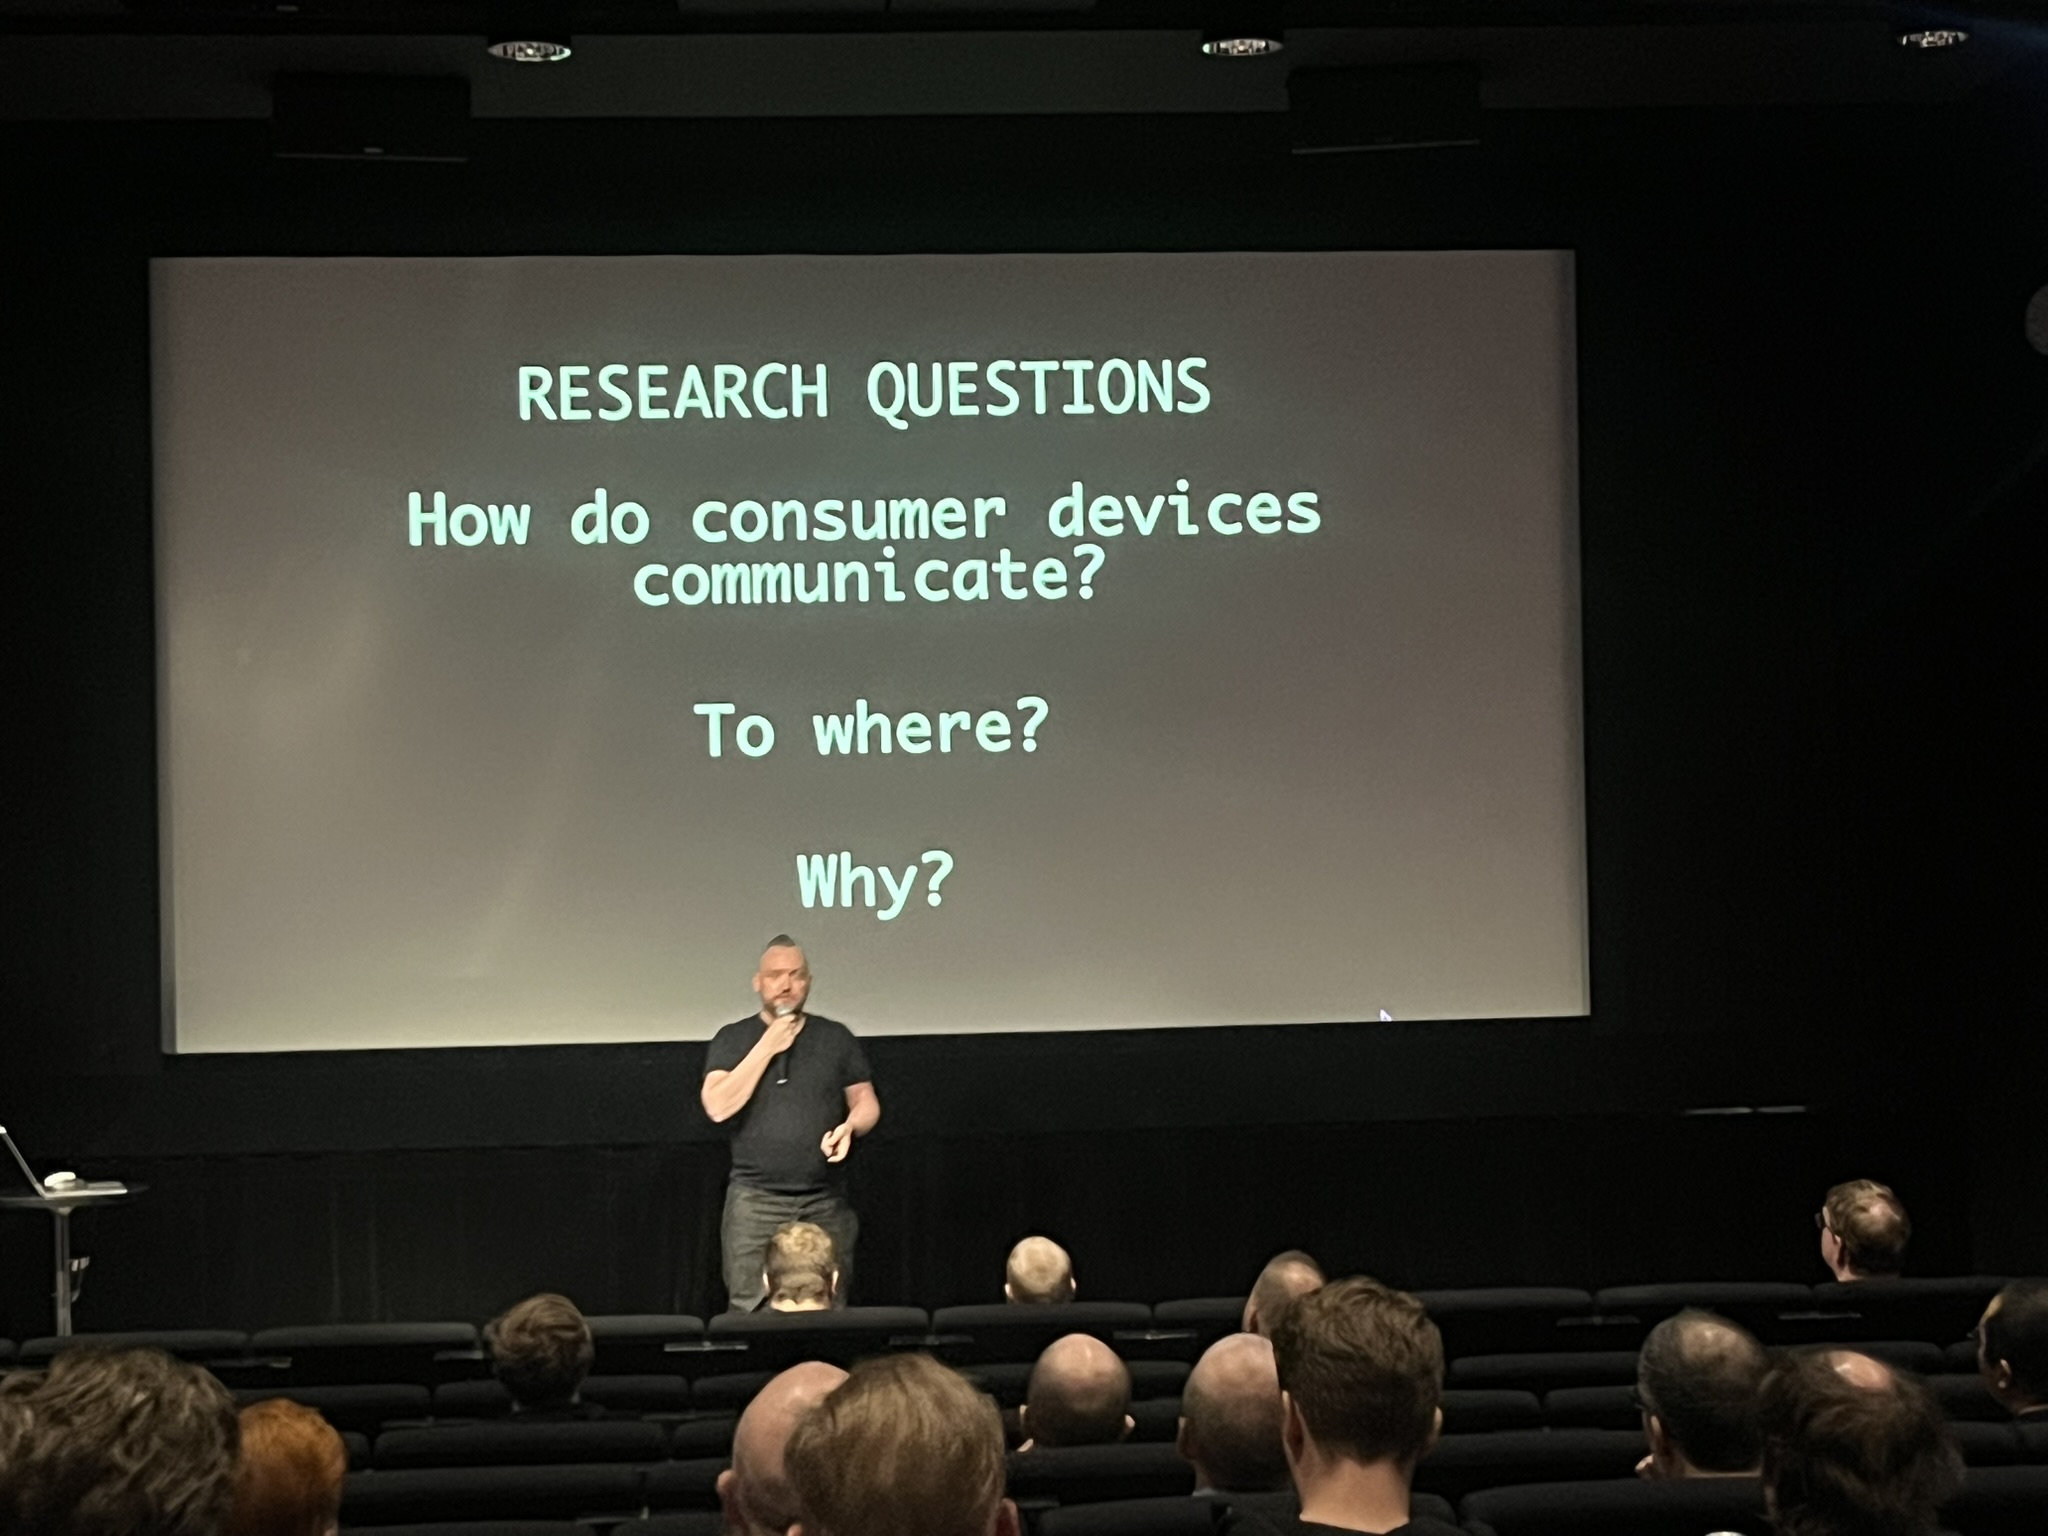 RESEARCH QUESTIONS
How do consumer devices
communicate?
To where?
Why?